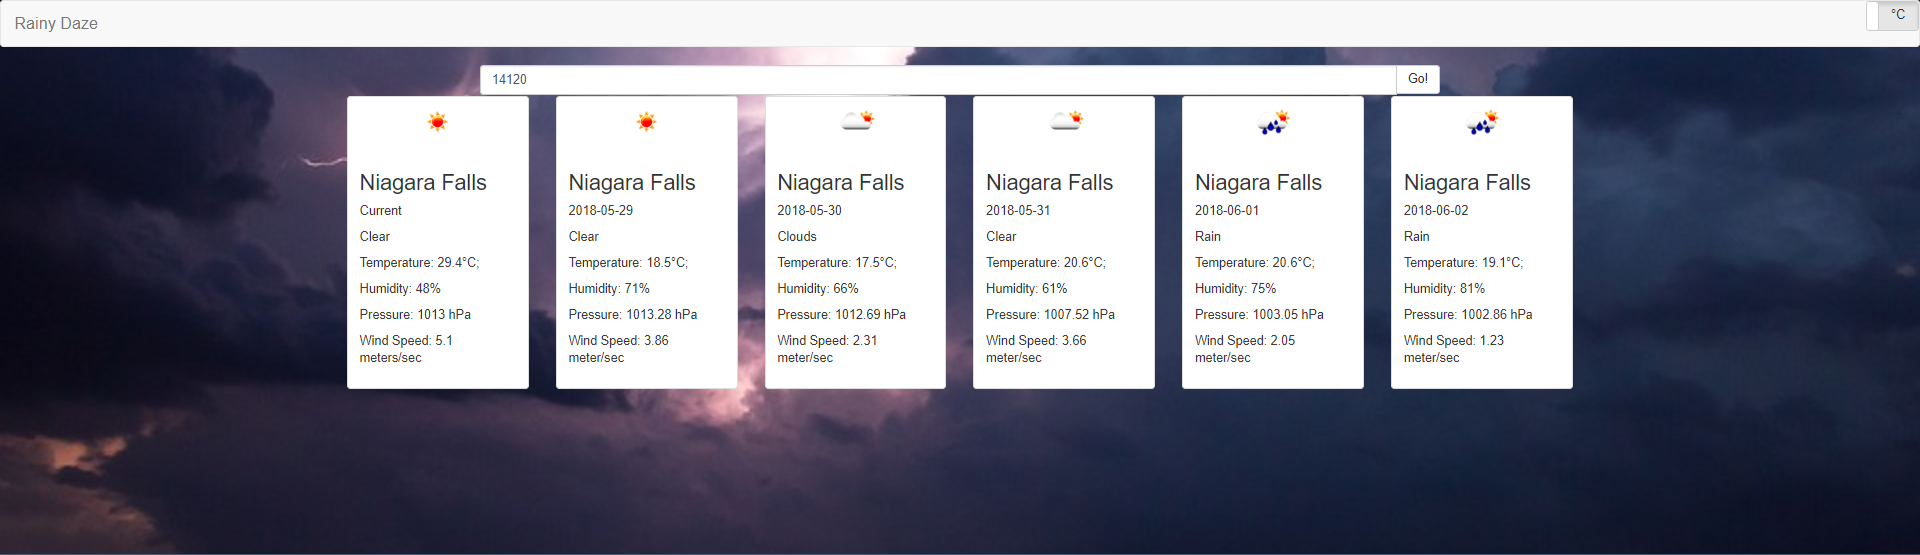 Rainy Daze
°C
14120
Go!
Niagara Falls
Current
Clear
Temperature: 29.4°C;
Humidity: 48%
Pressure: 1013 hPa
Wind Speed: 5.1
meters/sec
Niagara Falls
2018-05-29
Clear
Temperature: 18.5°C;
Humidity: 71%
Pressure: 1013.28 hPa
Wind Speed: 3.86
meter/sec
Niagara Falls
2018-05-30
Clouds
Temperature: 17.5°C;
Humidity: 66%
Pressure: 1012.69 hPa
Wind Speed: 2.31
meter/sec
Niagara Falls
2018-05-31
Clear
Temperature: 20.6°C;
Humidity: 61%
Pressure: 1007.52 hPa
Wind Speed: 3.66
meter/sec
Niagara Falls
2018-06-01
Rain
Temperature: 20.6°C;
Humidity: 75%
Pressure: 1003.05 hPa
Wind Speed: 2.05
meter/sec
Niagara Falls
2018-06-02
Rain
Temperature: 19.1°C;
Humidity: 81%
Pressure: 1002.86 hPa
Wind Speed: 1.23
meter/sec